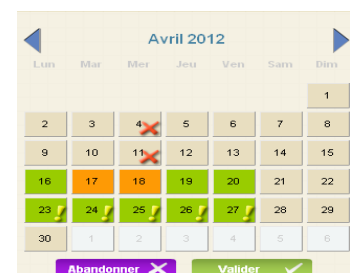 Avril 2012
Lun Mar Mer Jeu Ven Sam Dim
1
2 3 4 5 6 7 8
9 10 11 12 13 14 15
16 17 18 19 20 21 22
23 24 25 26 27 28 29
30 1 2 3 4 5 6
Abandonner Valider